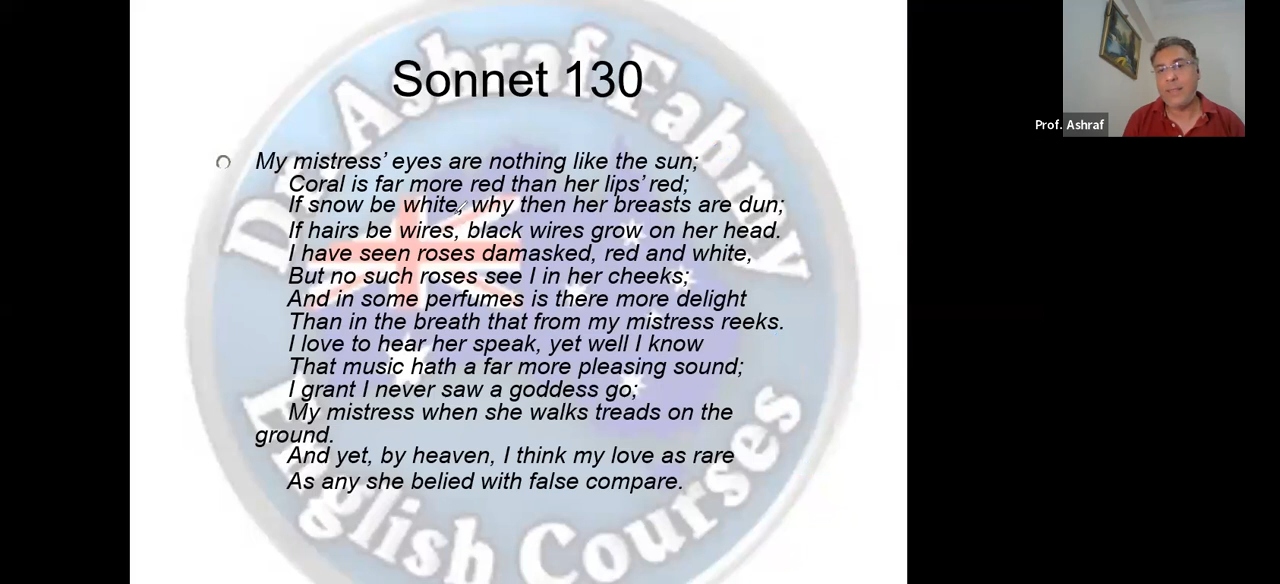 Sonnet 130
My mistress’ eyes are nothing like the sun;
Coral is far more red than her lips’ red;
If snow be white, why then her breasts are dun;
If hairs be wires, black wires grow on her head.
I have seen roses damasked, red and white,
But no such roses see I in her cheeks;
And in some perfumes is there more delight
Than in the breath that from my mistress reeks.
I love to hear her speak, yet well I know
That music hath a far more pleasing sound;
I grant I never saw a goddess go;
My mistress when she walks treads on the
ground.
And yet, by heaven, I think my love as rare
As any she belied with false compare.
Dr. Ashraf Fahmy
English Courses
Prof. Ashraf